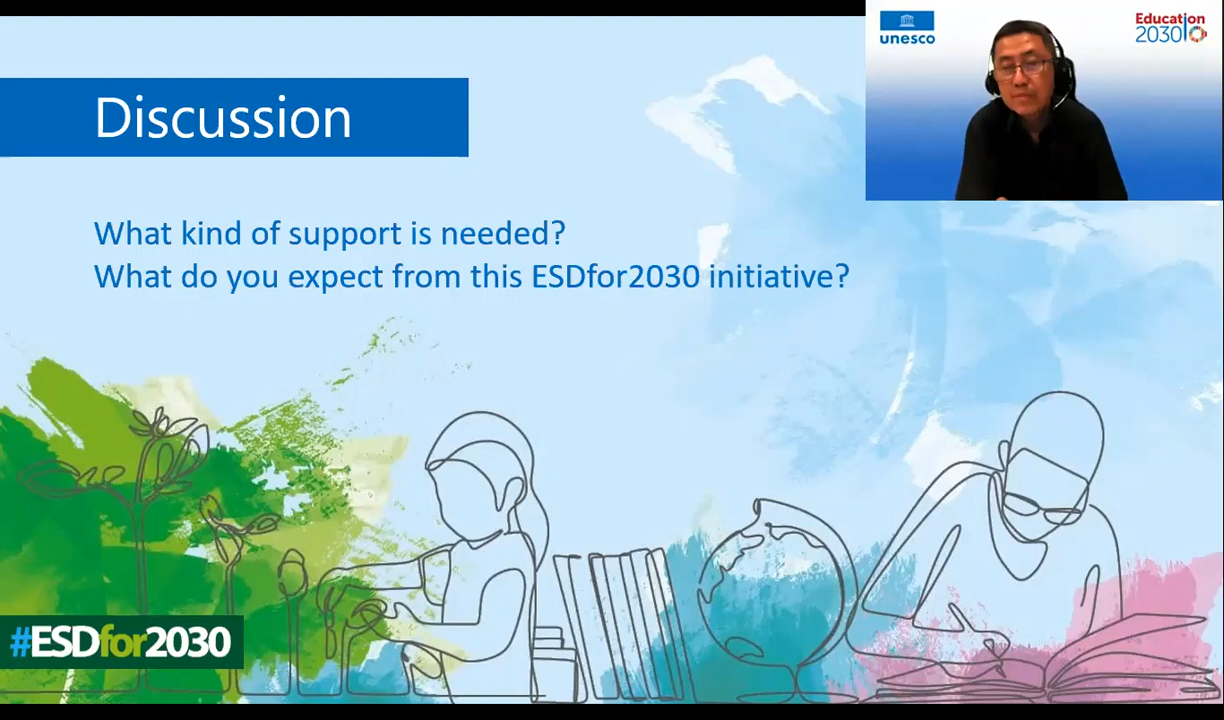 unesco
Education
2030
Discussion
What kind of support is needed?
What do you expect from this ESDfor2030 initiative?
#ESDfor2030